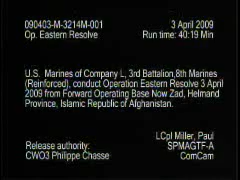 090403-M-3214M-001 3 April 2009
Op. Eastern Resolve Run time: 40:19 Min
U.S. Marines of Company L, 3rd Battalion,8th Marines
(Reinforced), conduct Operation Eastern Resolve 3 April
2009 from Forward Operating Base Now Zad, Helmand
Province, Islamic Republic of Afghanistan.
LCpl Miller, Paul
Release authority: SPMAGTF-A
CWO3 Philippe Chasse ComCam